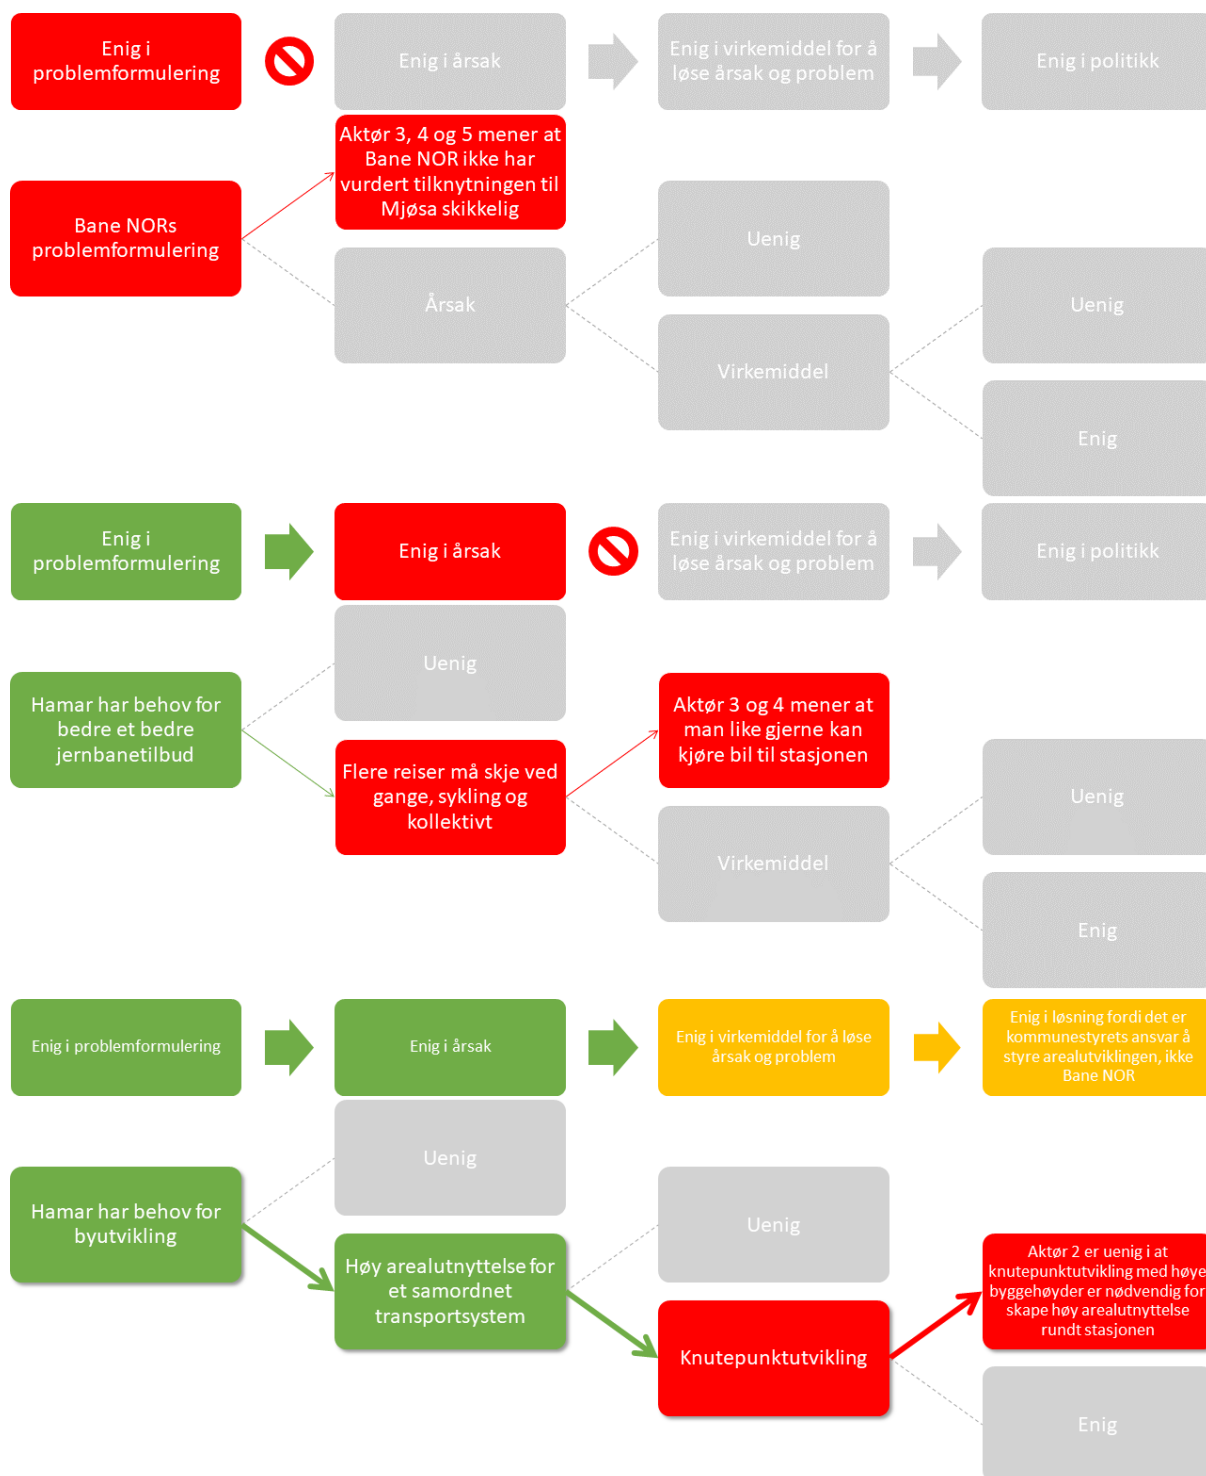 Enig i
problemformulering
Enig i årsak
Enig i virkemiddel for å
løse årsak og problem
Enig i politikk
Aktør 3, 4 og 5 mener at
Bane NOR ikke har
vurdert tilknytningen til
Mjøsa skikkelig
Bane NORs
problemformulering
Uenig
Årsak
Uenig
Virkemiddel
Enig
Enig i
problemformulering
Enig i årsak
Enig i virkemiddel for å
løse årsak og problem
Enig i politikk
Uenig
Hamar har behov for
bedre et bedre
jernbanetilbud
Aktør 3 og 4 mener at
man like gjerne kan
kjøre bil til stasjonen
Flere reiser må skje ved
gange, sykling og
kollektivt
Uenig
Virkemiddel
Enig
Enig i problemformulering
Enig i årsak
Enig i virkemiddel for å løse
årsak og problem
Enig i løsning fordi det er
kommunestyrets ansvar å
styre arealutviklingen, ikke
Bane NOR
Uenig
Hamar har behov for
byutvikling
Uenig
Høy arealutnyttelse for
et samordnet
transportsystem
Aktør 2 er uenig i at
knutepunktutvikling med høye
byggehøyder er nødvendig for
skape høy arealutnyttelse
rundt stasjonen
Knutepunktutvikling
Enig